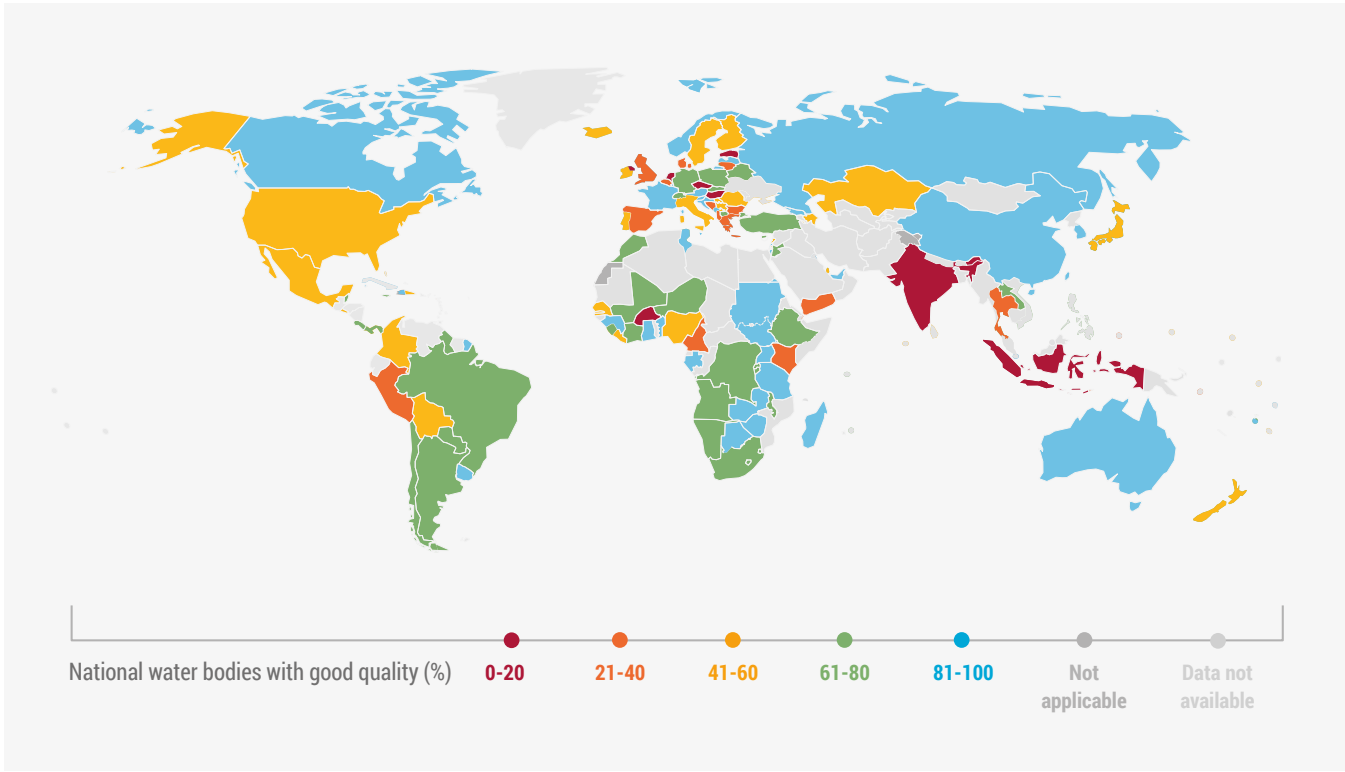 National water bodies with good quality (%)
0-20
21-40
41-60
61-80
81-100
Not
applicable
Data not
available